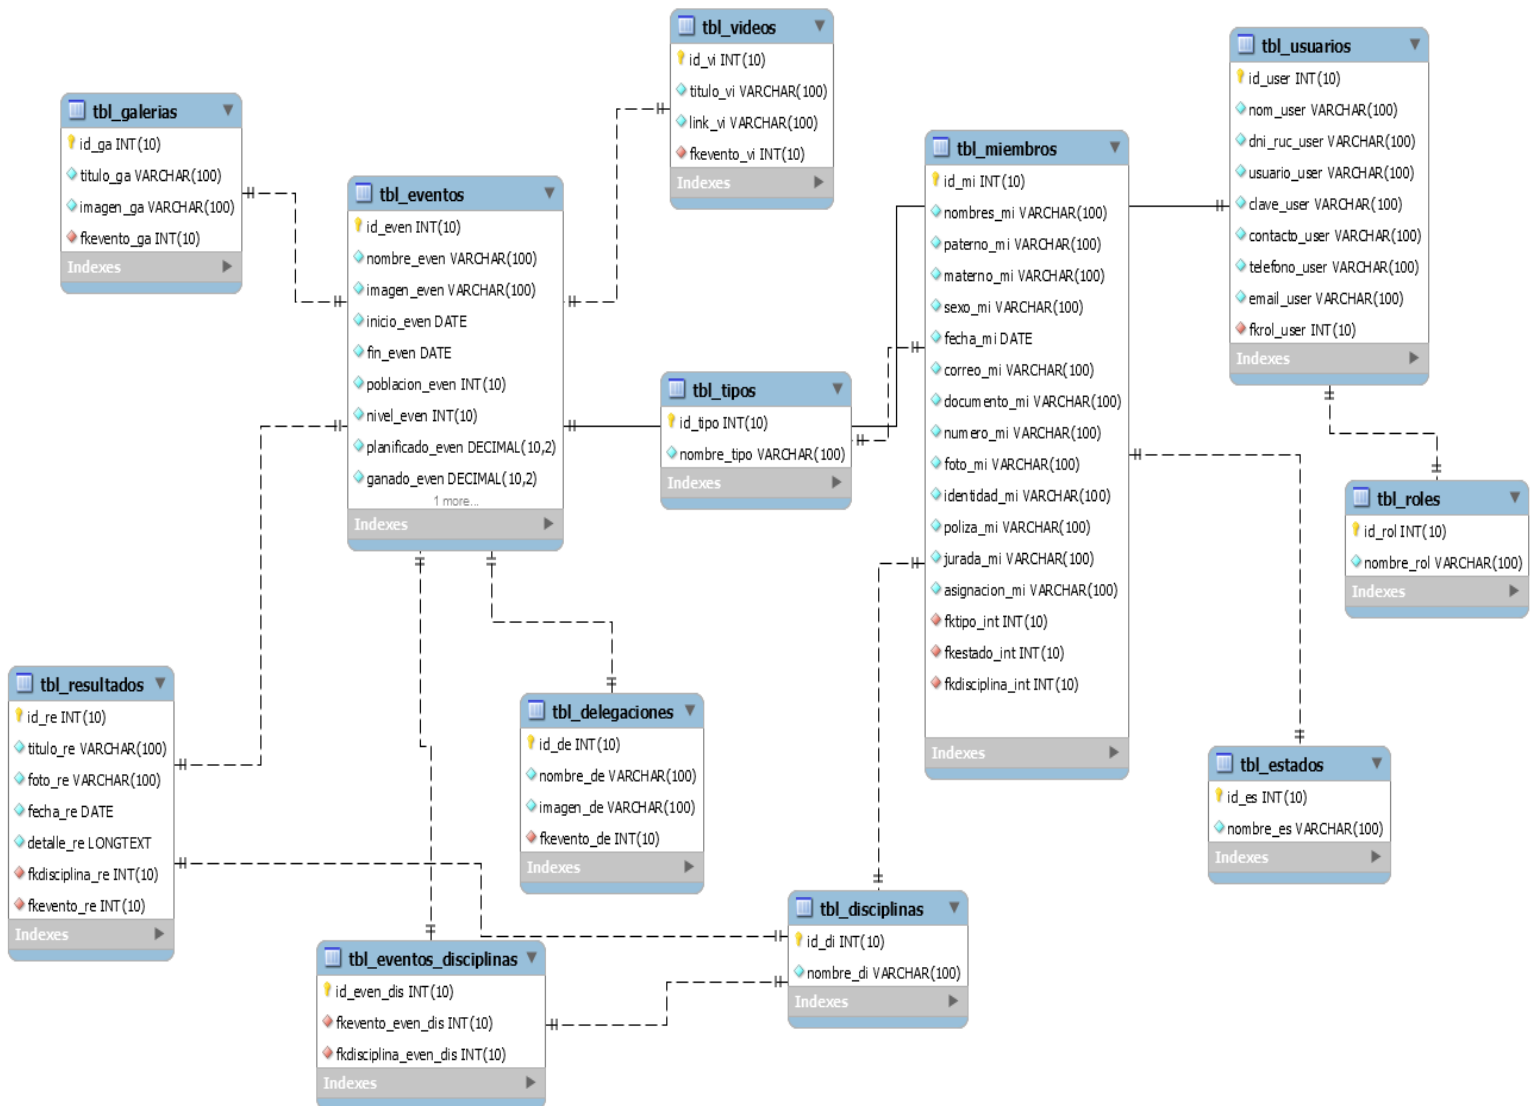 tbl_videos
id_vi INT(10)
titulo_vi VARCHAR(100)
link_vi VARCHAR(100)
fkevento_vi INT(10)
Indexes
tbl_usuarios
id_user INT(10)
nom_user VARCHAR(100)
dni_ruc_user VARCHAR(100)
usuario_user VARCHAR(100)
clave_user VARCHAR(100)
contacto_user VARCHAR(100)
telefono_user VARCHAR(100)
email_user VARCHAR(100)
fkrol_user INT(10)
Indexes
tbl_galerias
id_ga INT(10)
titulo_ga VARCHAR(100)
imagen_ga VARCHAR(100)
fkevento_ga INT(10)
Indexes
tbl_miembros
id_mi INT(10)
nombres_mi VARCHAR(100)
paterno_mi VARCHAR(100)
materno_mi VARCHAR(100)
sexo_mi VARCHAR(100)
fecha_mi DATE
correo_mi VARCHAR(100)
documento_mi VARCHAR(100)
numero_mi VARCHAR(100)
foto_mi VARCHAR(100)
identidad_mi VARCHAR(100)
poliza_mi VARCHAR(100)
jurada_mi VARCHAR(100)
asignacion_mi VARCHAR(100)
fktipo_int INT(10)
fkestado_int INT(10)
fkdisciplina_int INT(10)
Indexes
tbl_eventos
id_even INT(10)
nombre_even VARCHAR(100)
imagen_even VARCHAR(100)
inicio_even DATE
fin_even DATE
poblacion_even INT(10)
nivel_even INT(10)
planificado_even DECIMAL(10,2)
ganado_even DECIMAL(10,2)
1 more...
Indexes
tbl_tipos
id_tipo INT(10)
nombre_tipo VARCHAR(100)
Indexes
tbl_roles
id_rol INT(10)
nombre_rol VARCHAR(100)
Indexes
tbl_resultados
id_re INT(10)
titulo_re VARCHAR(100)
foto_re VARCHAR(100)
fecha_re DATE
detalle_re LONGTEXT
fkdisciplina_re INT(10)
fkevento_re INT(10)
Indexes
tbl_delegaciones
id_de INT(10)
nombre_de VARCHAR(100)
imagen_de VARCHAR(100)
fkevento_de INT(10)
Indexes
tbl_estados
id_es INT(10)
nombre_es VARCHAR(100)
Indexes
tbl_disciplinas
id_di INT(10)
nombre_di VARCHAR(100)
Indexes
tbl_eventos_disciplinas
id_even_dis INT(10)
fkevento_even_dis INT(10)
fkdisciplina_even_dis INT(10)
Indexes